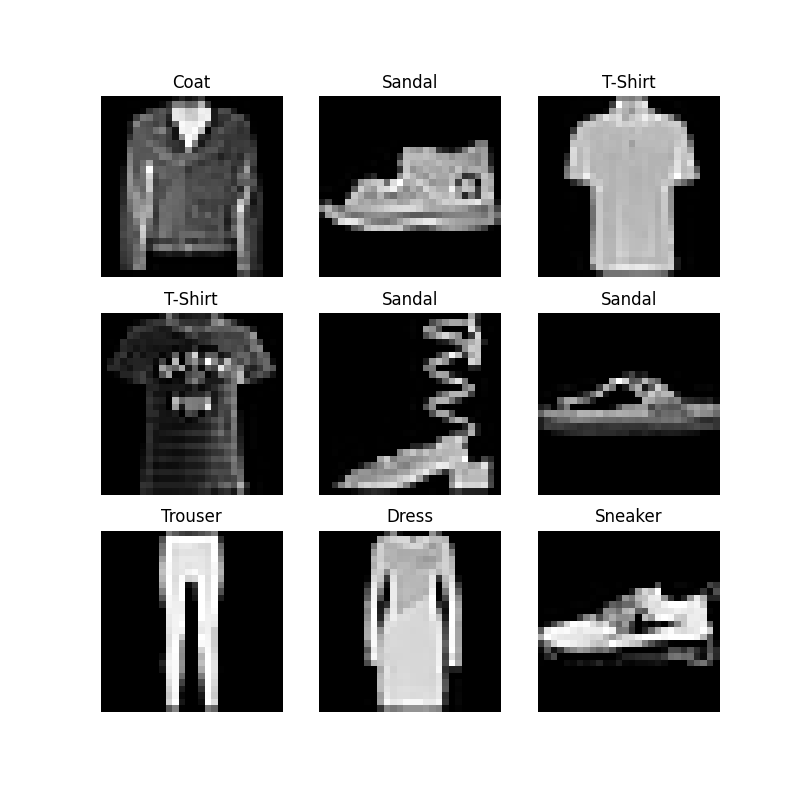 Coat
Sandal
T-Shirt
T-Shirt
Sandal
Sandal
Trouser
Dress
Sneaker